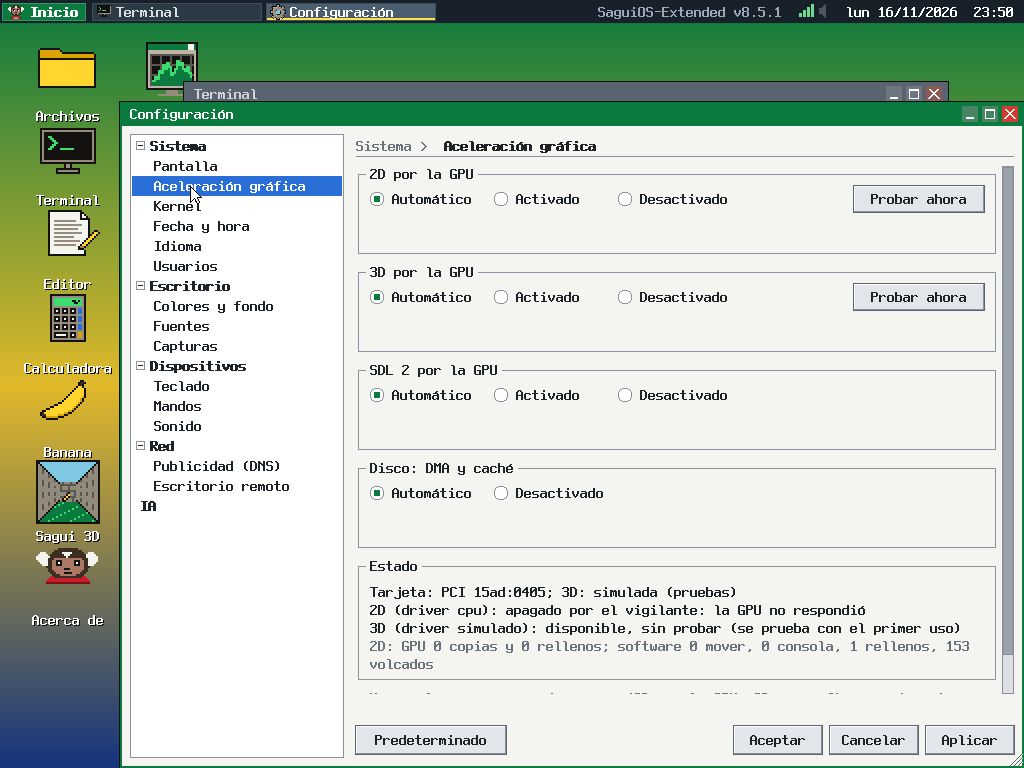 Inicio
Terminal
Configuración
SaguiOS-Extended v8.5.1
lun 16/11/2026
23:50
Archivos
Terminal
Editor
Calculadora
Banana
Sagui 3D
Acerca de
Terminal
Configuración
Sistema
Pantalla
Aceleración gráfica
Kernel
Fecha y hora
Idioma
Usuarios
Escritorio
Colores y fondo
Fuentes
Capturas
Dispositivos
Teclado
Mandos
Sonido
Red
Publicidad (DNS)
Escritorio remoto
IA
Sistema > Aceleración gráfica
2D por la GPU
Automático Activado Desactivado Probar ahora
3D por la GPU
Automático Activado Desactivado Probar ahora
SDL 2 por la GPU
Automático Activado Desactivado
Disco: DMA y caché
Automático Desactivado
Estado
Tarjeta: PCI 15ad:0405; 3D: simulada (pruebas)
2D (driver cpu): apagado por el vigilante: la GPU no respondió
3D (driver simulado): disponible, sin probar (se prueba con el primer uso)
2D: GPU 0 copias y 0 rellenos; software 0 mover, 0 consola, 1 rellenos, 153
volcados
Predeterminado
Aceptar
Cancelar
Aplicar